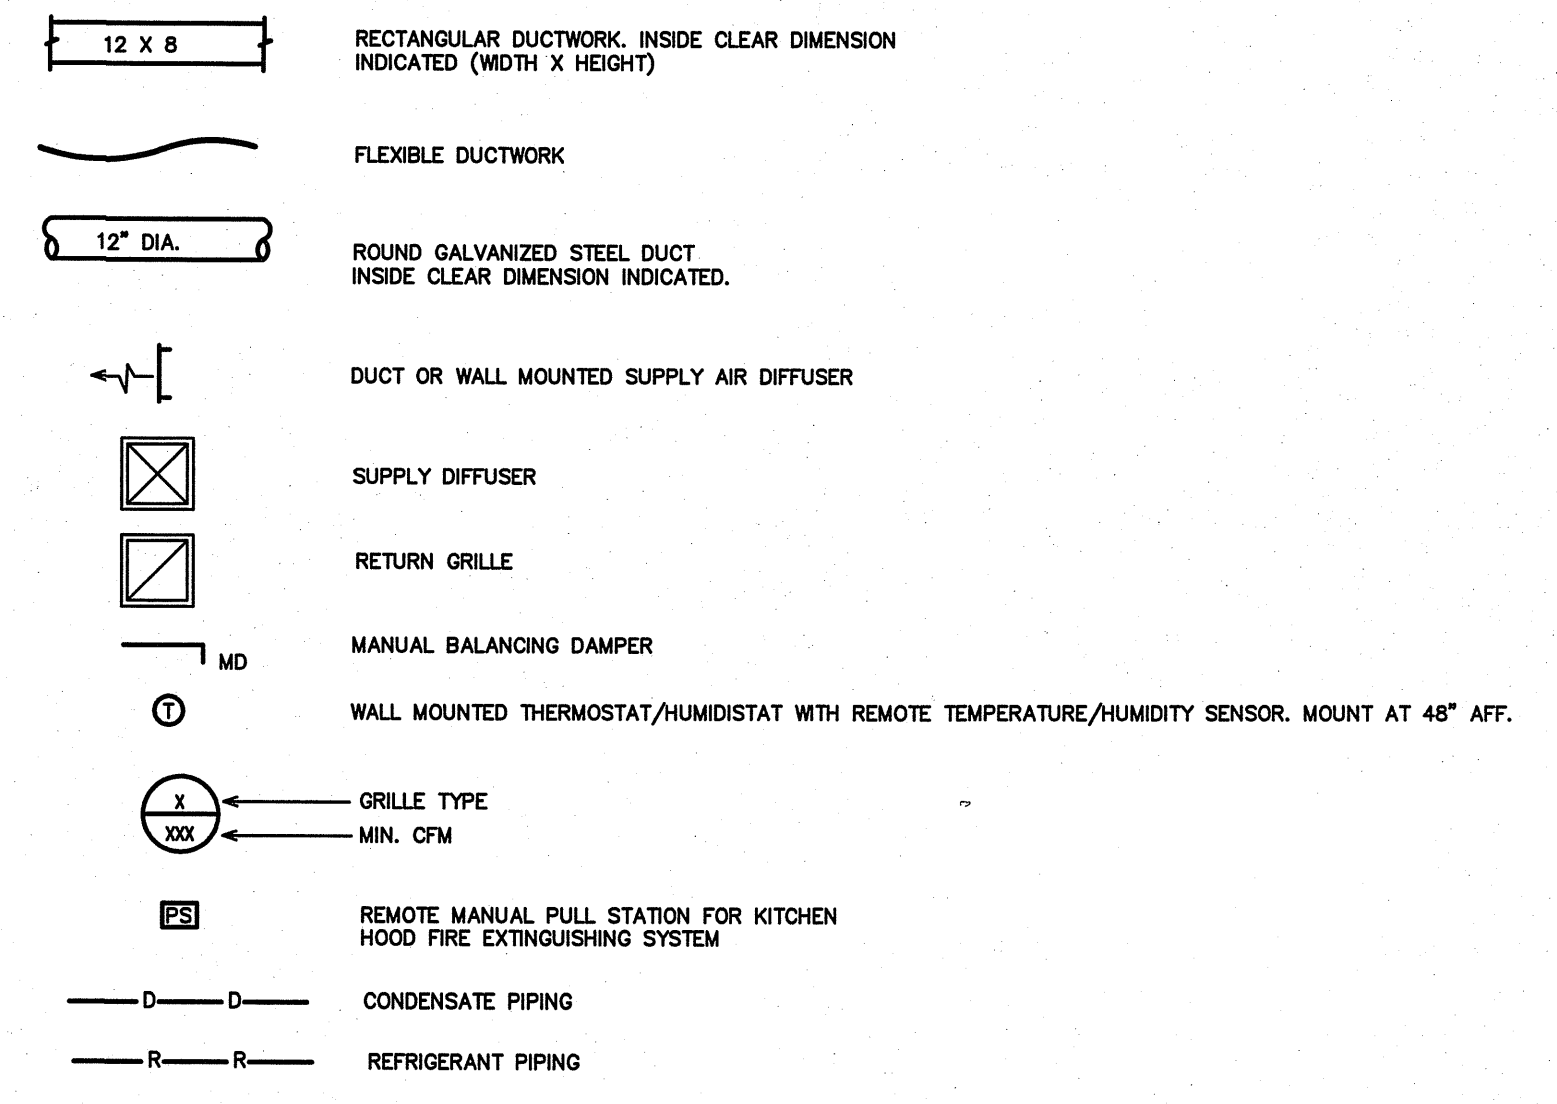 12 X 8
RECTANGULAR DUCTWORK. INSIDE CLEAR DIMENSION
INDICATED (WIDTH X HEIGHT)
FLEXIBLE DUCTWORK
12" DIA.
ROUND GALVANIZED STEEL DUCT
INSIDE CLEAR DIMENSION INDICATED.
DUCT OR WALL MOUNTED SUPPLY AIR DIFFUSER
SUPPLY DIFFUSER
RETURN GRILLE
MD
MANUAL BALANCING DAMPER
T
WALL MOUNTED THERMOSTAT/HUMIDISTAT WITH REMOTE TEMPERATURE/HUMIDITY SENSOR. MOUNT AT 48" AFF.
X
GRILLE TYPE
XXX
MIN. CFM
PS
REMOTE MANUAL PULL STATION FOR KITCHEN
HOOD FIRE EXTINGUISHING SYSTEM
D D
CONDENSATE PIPING
R R
REFRIGERANT PIPING